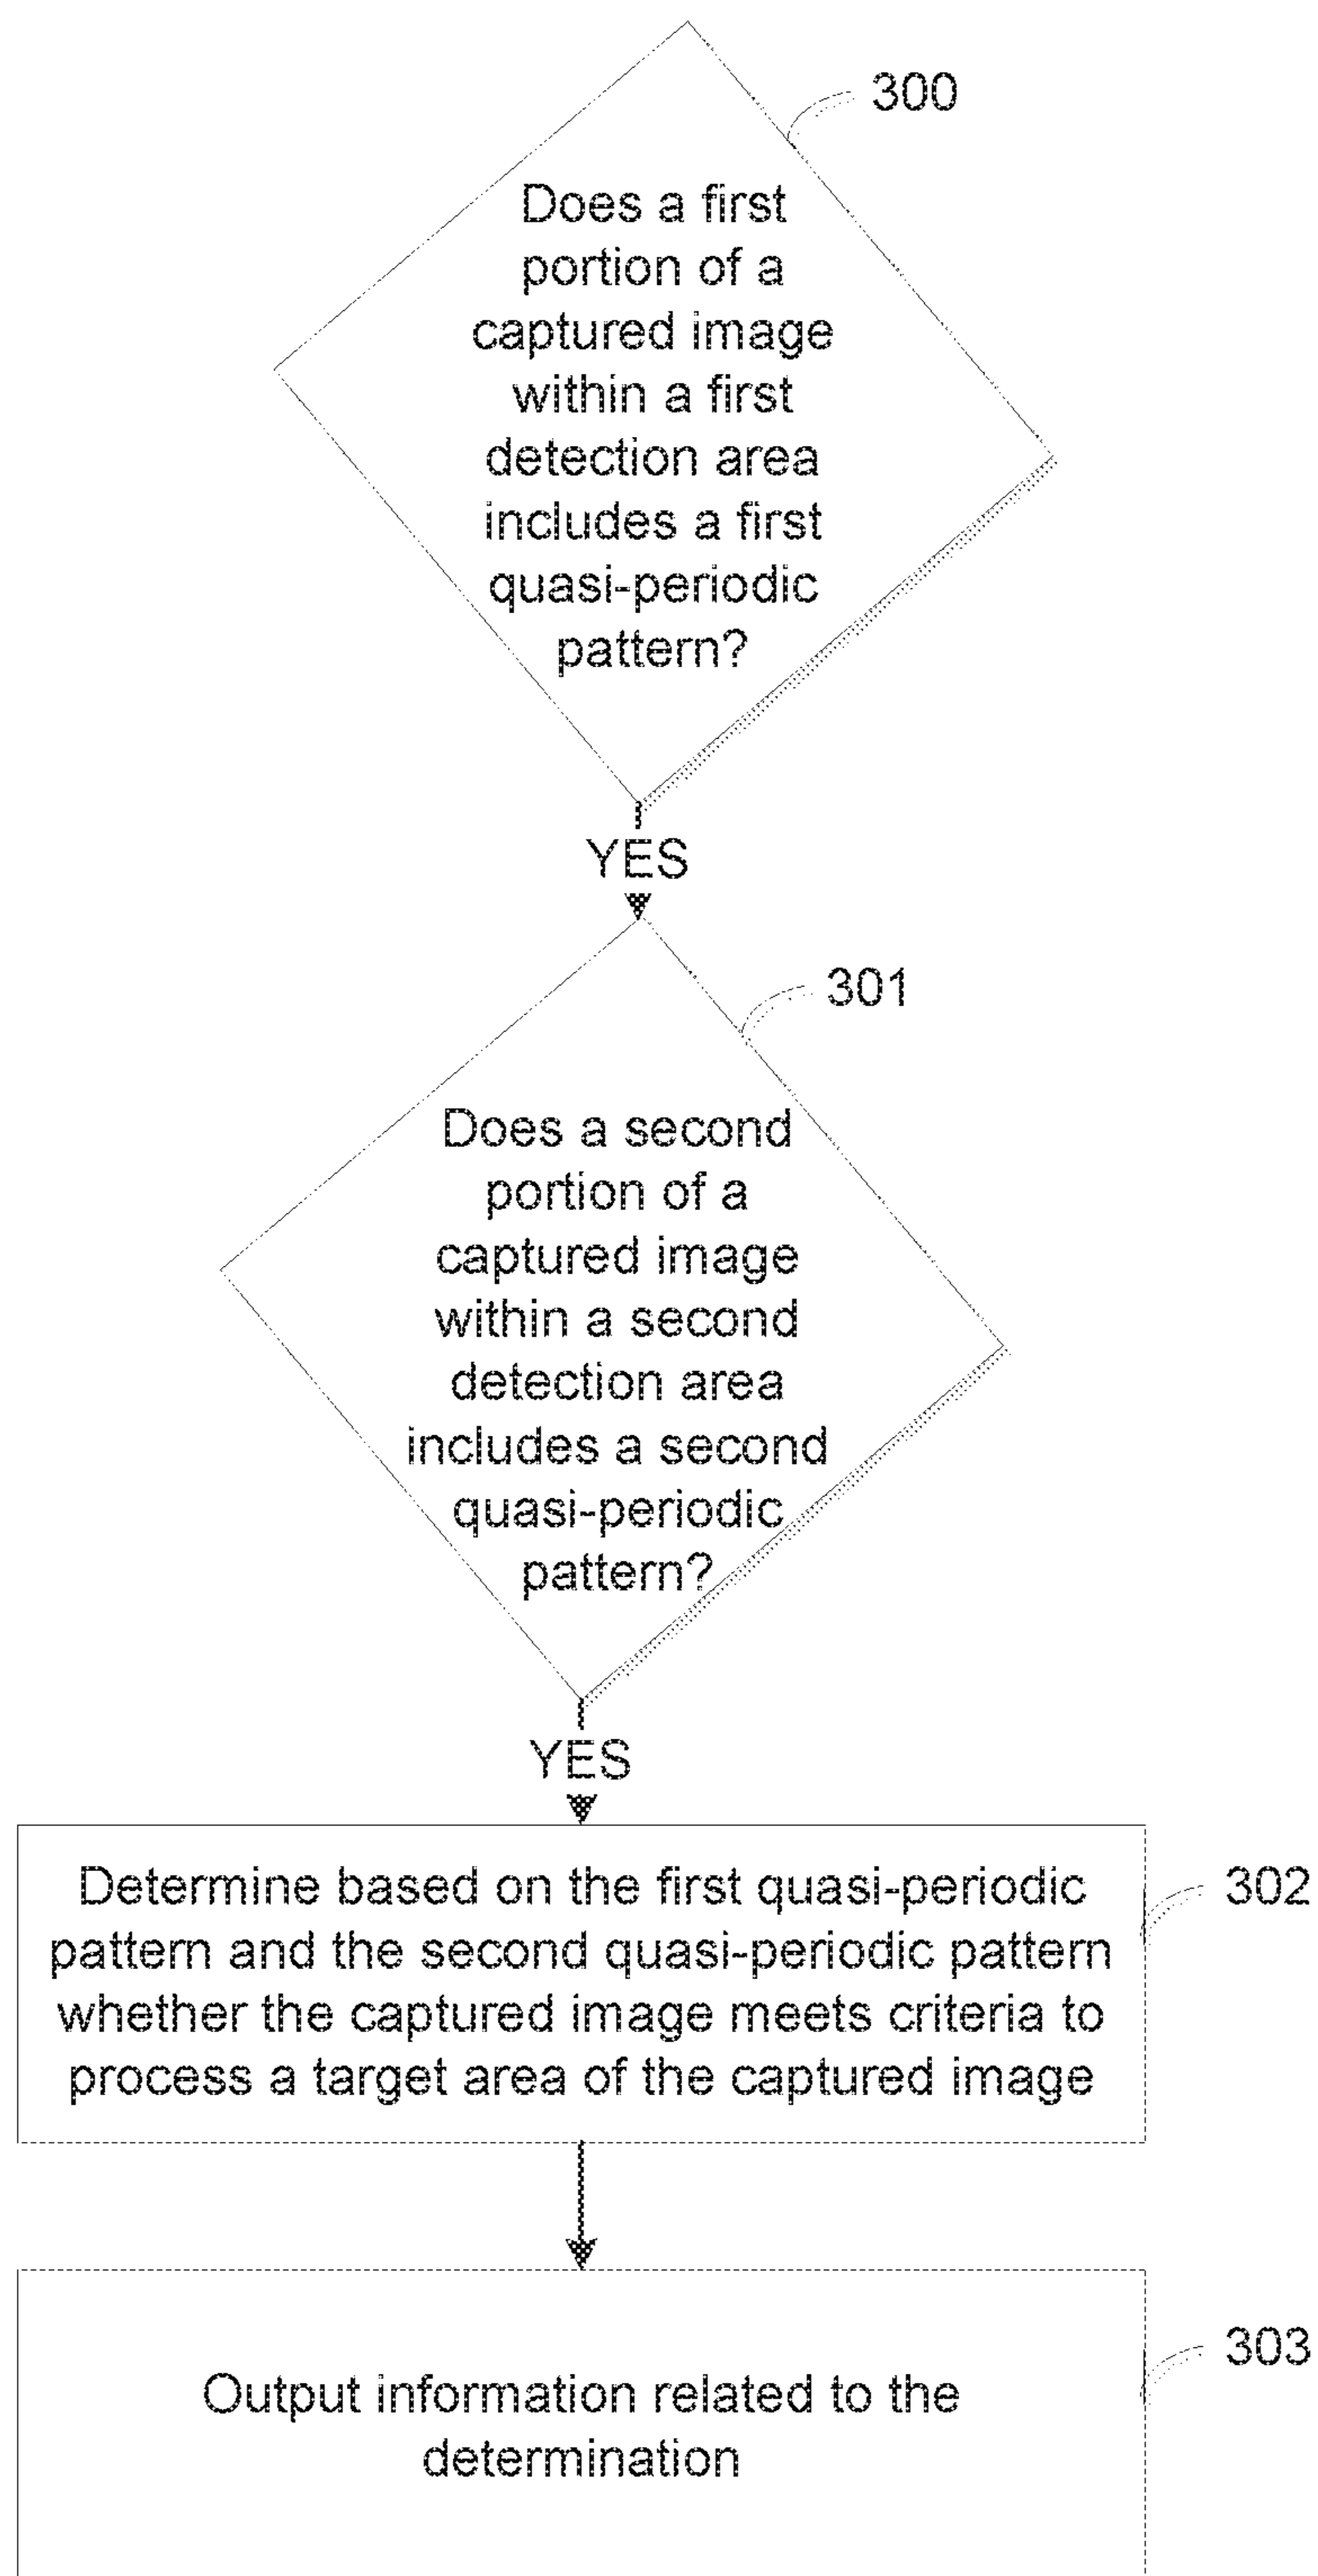 300
Does a first
portion of a
captured image
within a first
detection area
includes a first
quasi-periodic
pattern?
YES
301
Does a second
portion of a
captured image
within a second
detection area
includes a second
quasi-periodic
pattern?
YES
Determine based on the first quasi-periodic
pattern and the second quasi-periodic pattern
whether the captured image meets criteria to
process a target area of the captured image
302
Output information related to the
determination
303